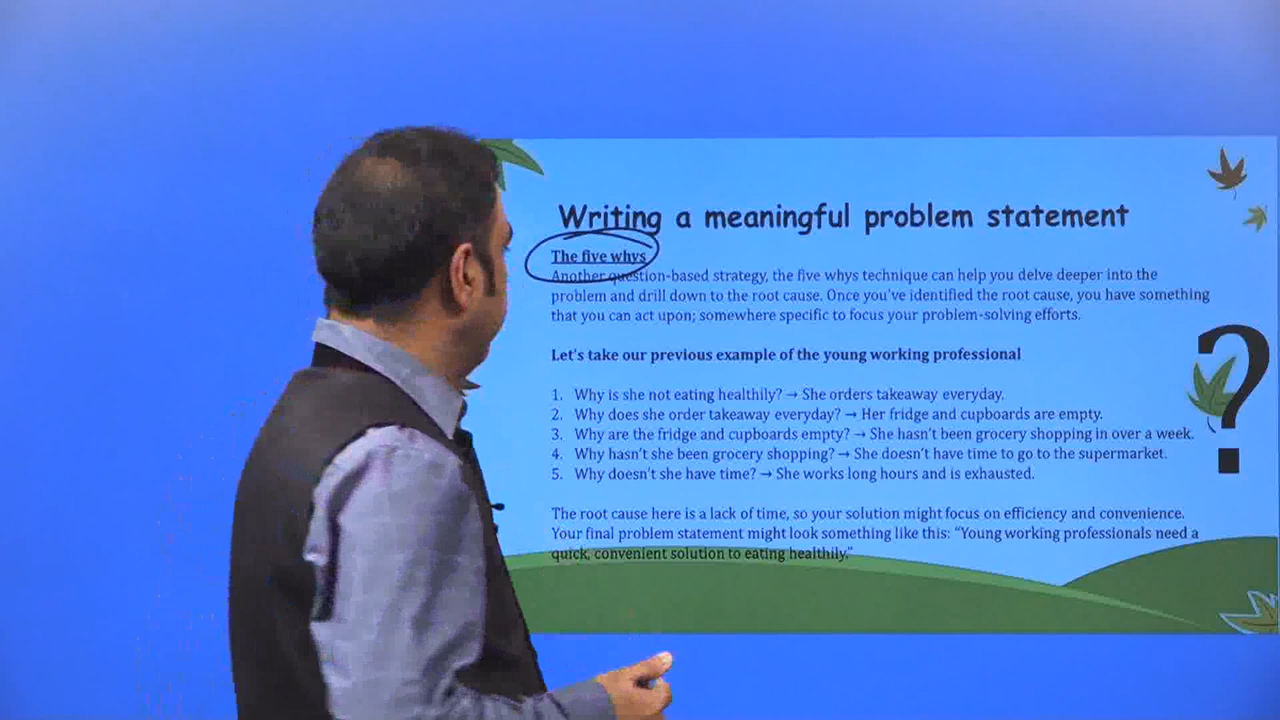 Writing a meaningful problem statement
The five whys
Another question-based strategy, the five whys technique can help you delve deeper into the
problem and drill down to the root cause. Once you've identified the root cause, you have something
that you can act upon; somewhere specific to focus your problem-solving efforts.
Let's take our previous example of the young working professional
1. Why is she not eating healthily? → She orders takeaway everyday.
2. Why does she order takeaway everyday? → Her fridge and cupboards are empty.
3. Why are the fridge and cupboards empty? → She hasn't been grocery shopping in over a week.
4. Why hasn't she been grocery shopping? → She doesn't have time to go to the supermarket.
5. Why doesn't she have time? → She works long hours and is exhausted.
The root cause here is a lack of time, so your solution might focus on efficiency and convenience.
Your final problem statement might look something like this: “Young working professionals need a
quick, convenient solution to eating healthily.”
?